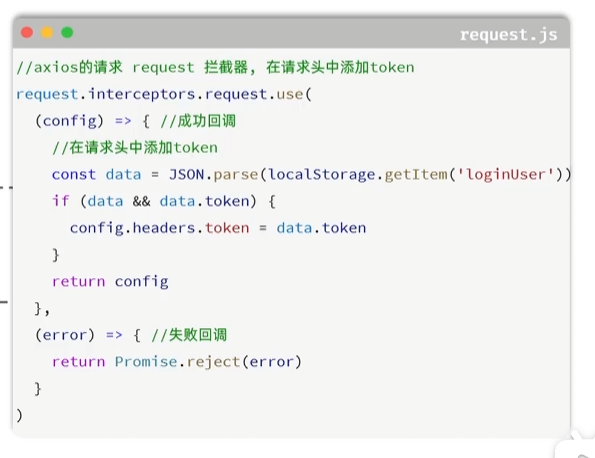 request.js
//axios的请求 request 拦截器, 在请求头中添加token
request.interceptors.request.use(
  (config) => { //成功回调
    //在请求头中添加token
    const data = JSON.parse(localStorage.getItem('loginUser'))
    if (data && data.token) {
      config.headers.token = data.token
    }
    return config
  },
  (error) => { //失败回调
    return Promise.reject(error)
  }
)